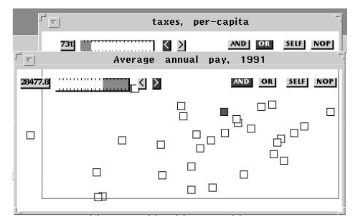 taxes, per-capita
731 < > AND OR SELF NOP
Average annual pay, 1991
28477.8 < > AND OR SELF NOP